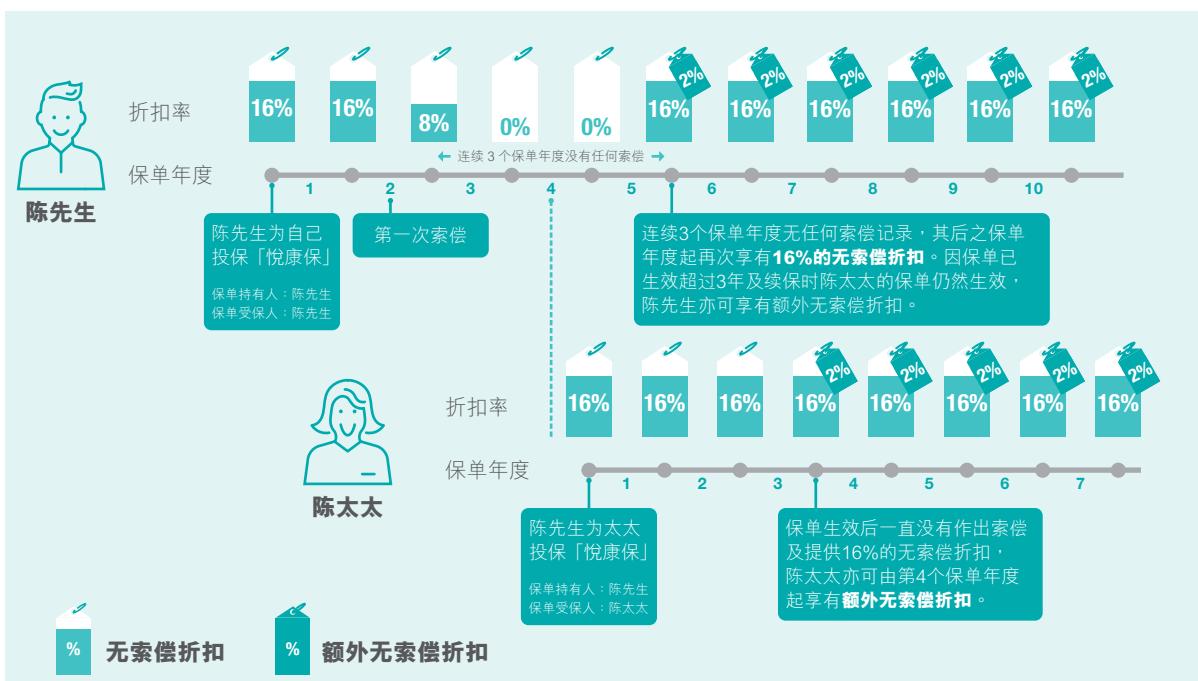 16% 16% 8% 0% 0% 16% 2% 16% 2% 16% 2% 16% 2% 16% 2% 16% 2%
折扣率
← 连续 3 个保单年度没有任何索偿 →
保单年度
1 2 3 4 5 6 7 8 9 10
陈先生
陈先生为自己
投保「悦康保」
保单持有人：陈先生
保单受保人：陈先生
第一次索偿
连续3个保单年度无任何索偿记录，其后之保单
年度起再次享有16%的无索偿折扣。因保单已
生效超过3年及续保时陈太太的保单仍然生效，
陈先生亦可享有额外无索偿折扣。
16% 16% 16% 16% 2% 16% 2% 16% 2% 16% 2% 16% 2%
折扣率
保单年度
1 2 3 4 5 6 7
陈太太
陈先生为太太
投保「悦康保」
保单持有人：陈先生
保单受保人：陈太太
保单生效后一直没有作出索偿
及提供16%的无索偿折扣，
陈太太亦可由第4个保单年度
起享有额外无索偿折扣。
% 无索偿折扣
% 额外无索偿折扣